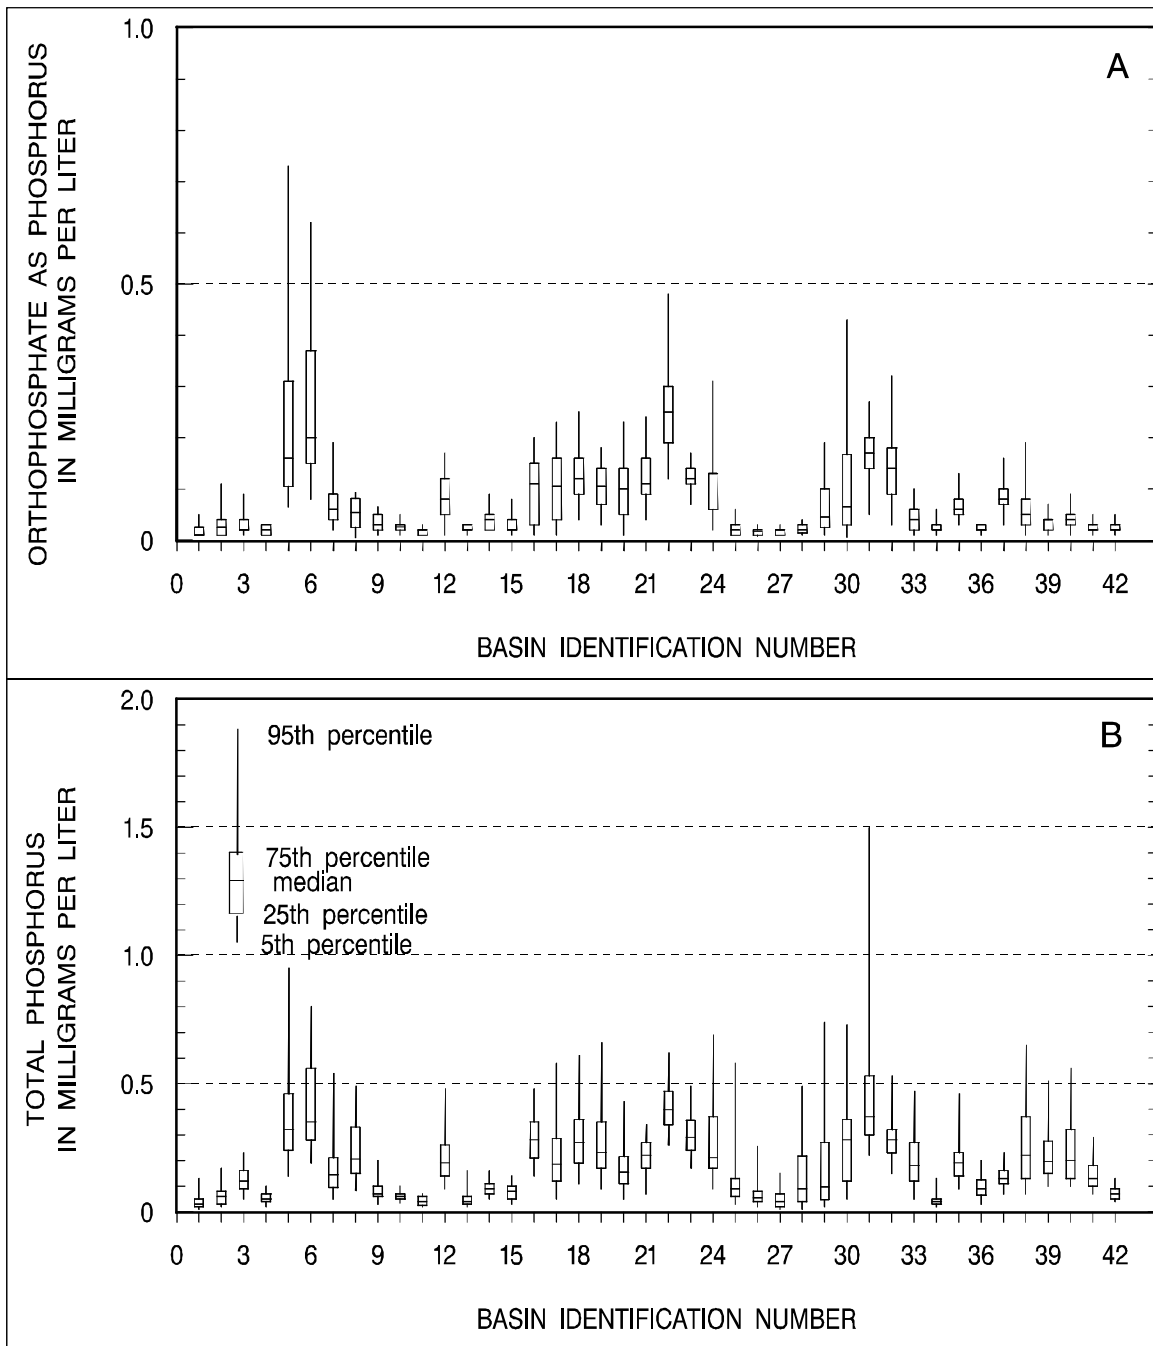 A
ORTHOPHOSPHATE AS PHOSPHORUS
IN MILLIGRAMS PER LITER
1.0
0.5
0
0 3 6 9 12 15 18 21 24 27 30 33 36 39 42
BASIN IDENTIFICATION NUMBER
B
TOTAL PHOSPHORUS
IN MILLIGRAMS PER LITER
2.0
1.5
1.0
0.5
0
95th percentile
75th percentile
median
25th percentile
5th percentile
0 3 6 9 12 15 18 21 24 27 30 33 36 39 42
BASIN IDENTIFICATION NUMBER